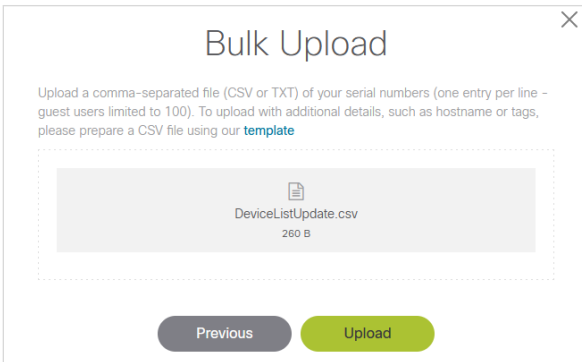 Bulk Upload
Upload a comma-separated file (CSV or TXT) of your serial numbers (one entry per line -
guest users limited to 100). To upload with additional details, such as hostname or tags,
please prepare a CSV file using our template
DeviceListUpdate.csv
260 B
Previous
Upload